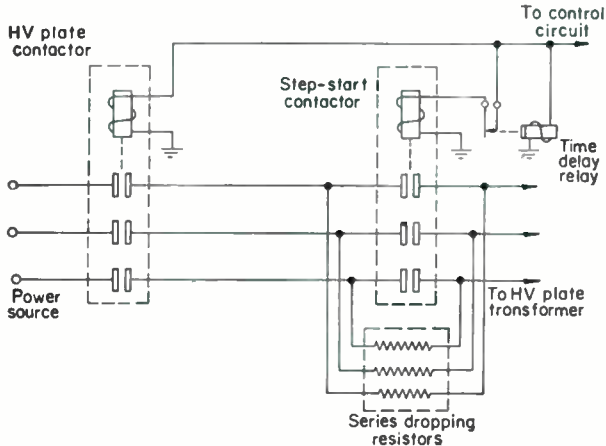 To control
circuit
HV plate
contactor
Step-start
contactor
Time
delay
relay
Power
source
To HV plate
transformer
Series dropping
resistors